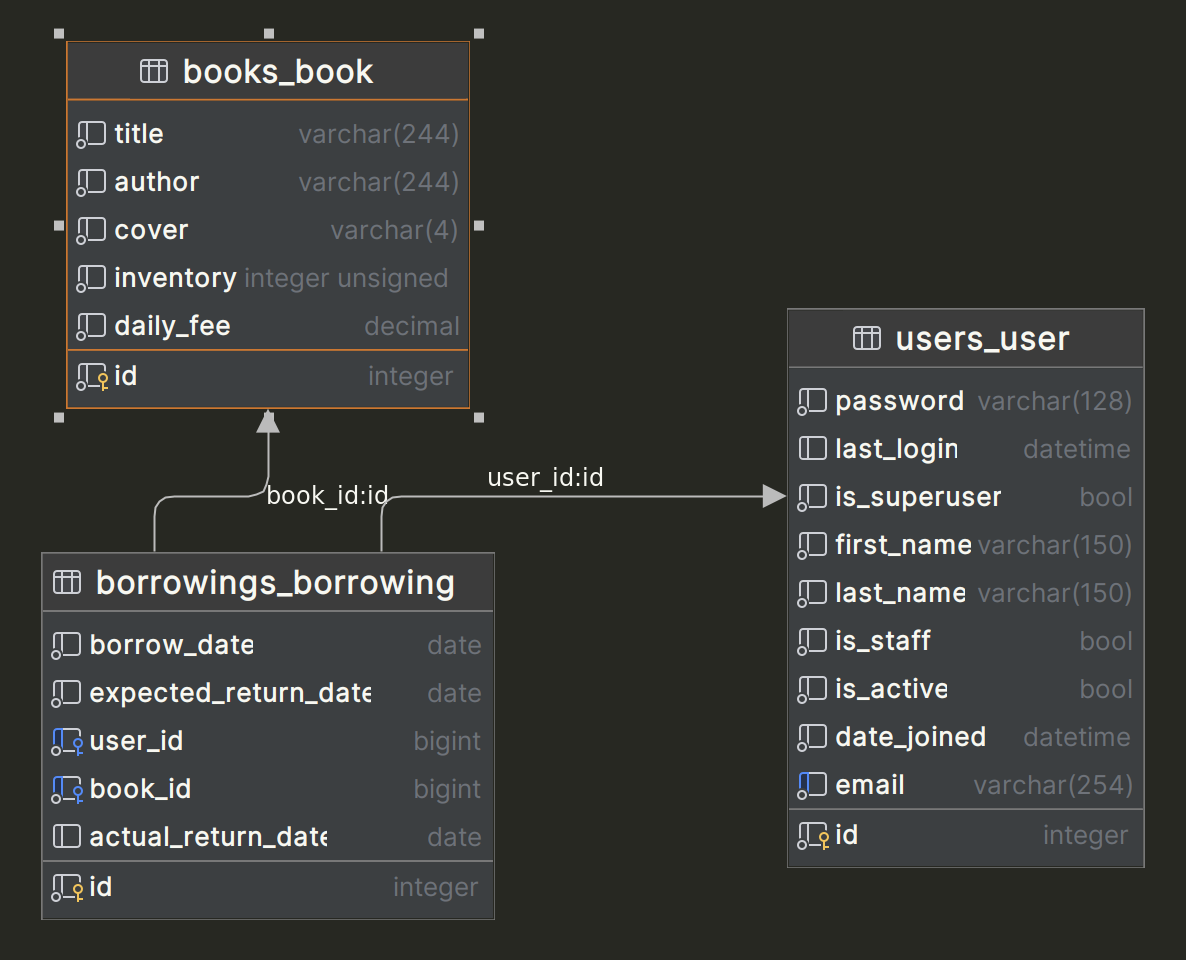 books_book
title varchar(244)
author varchar(244)
cover varchar(4)
inventory integer unsigned
daily_fee decimal
id integer
book_id:id
user_id:id
borrowings_borrowing
borrow_date date
expected_return_date date
user_id bigint
book_id bigint
actual_return_date date
id integer
users_user
password varchar(128)
last_login datetime
is_superuser bool
first_name varchar(150)
last_name varchar(150)
is_staff bool
is_active bool
date_joined datetime
email varchar(254)
id integer